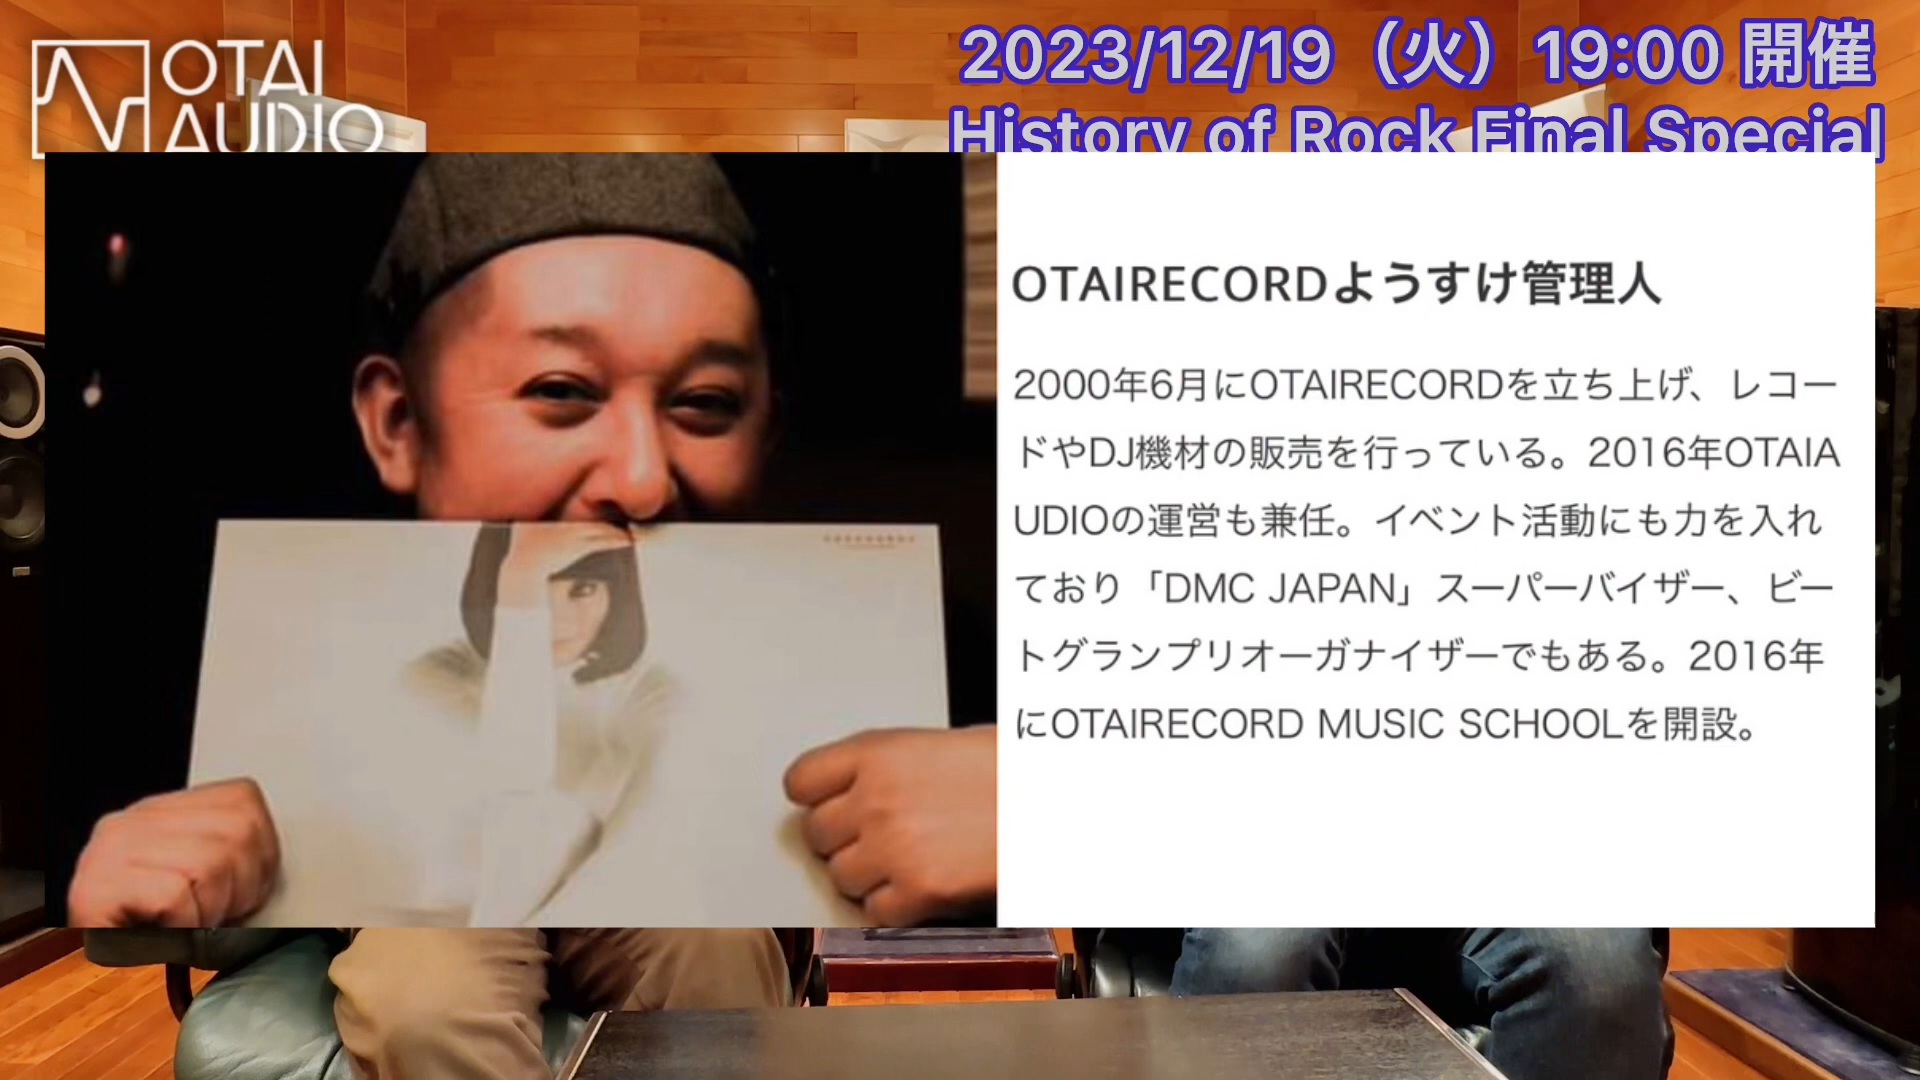 OTAI
AUDIO
2023/12/19（火）19:00 開催
History of Rock Final Special
OTAIRECORDようすけ管理人
2000年6月にOTAIRECORDを立ち上げ、レコー
ドやDJ機材の販売を行っている。2016年OTAIA
UDIOの運営も兼任。イベント活動にも力を入れ
ており「DMC JAPAN」スーパーバイザー、ビー
トグランプリオーガナイザーでもある。2016年
にOTAIRECORD MUSIC SCHOOLを開設。